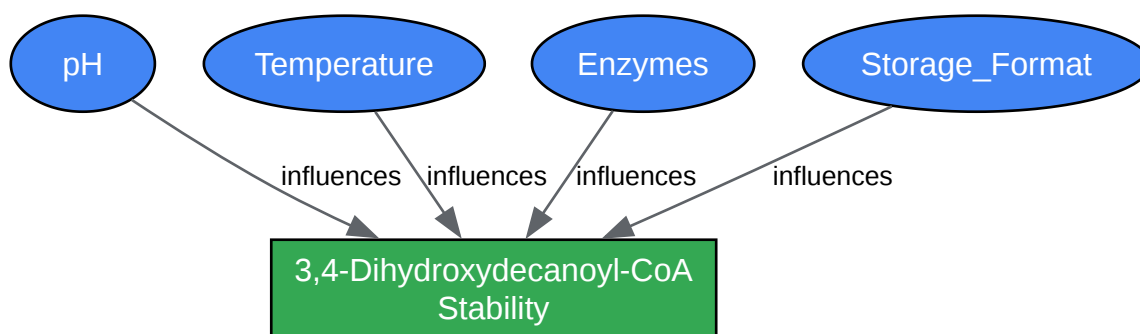 pH
Temperature
Enzymes
Storage_Format
influences
influences
influences
influences
3,4-Dihydroxydecanoyl-CoA
Stability